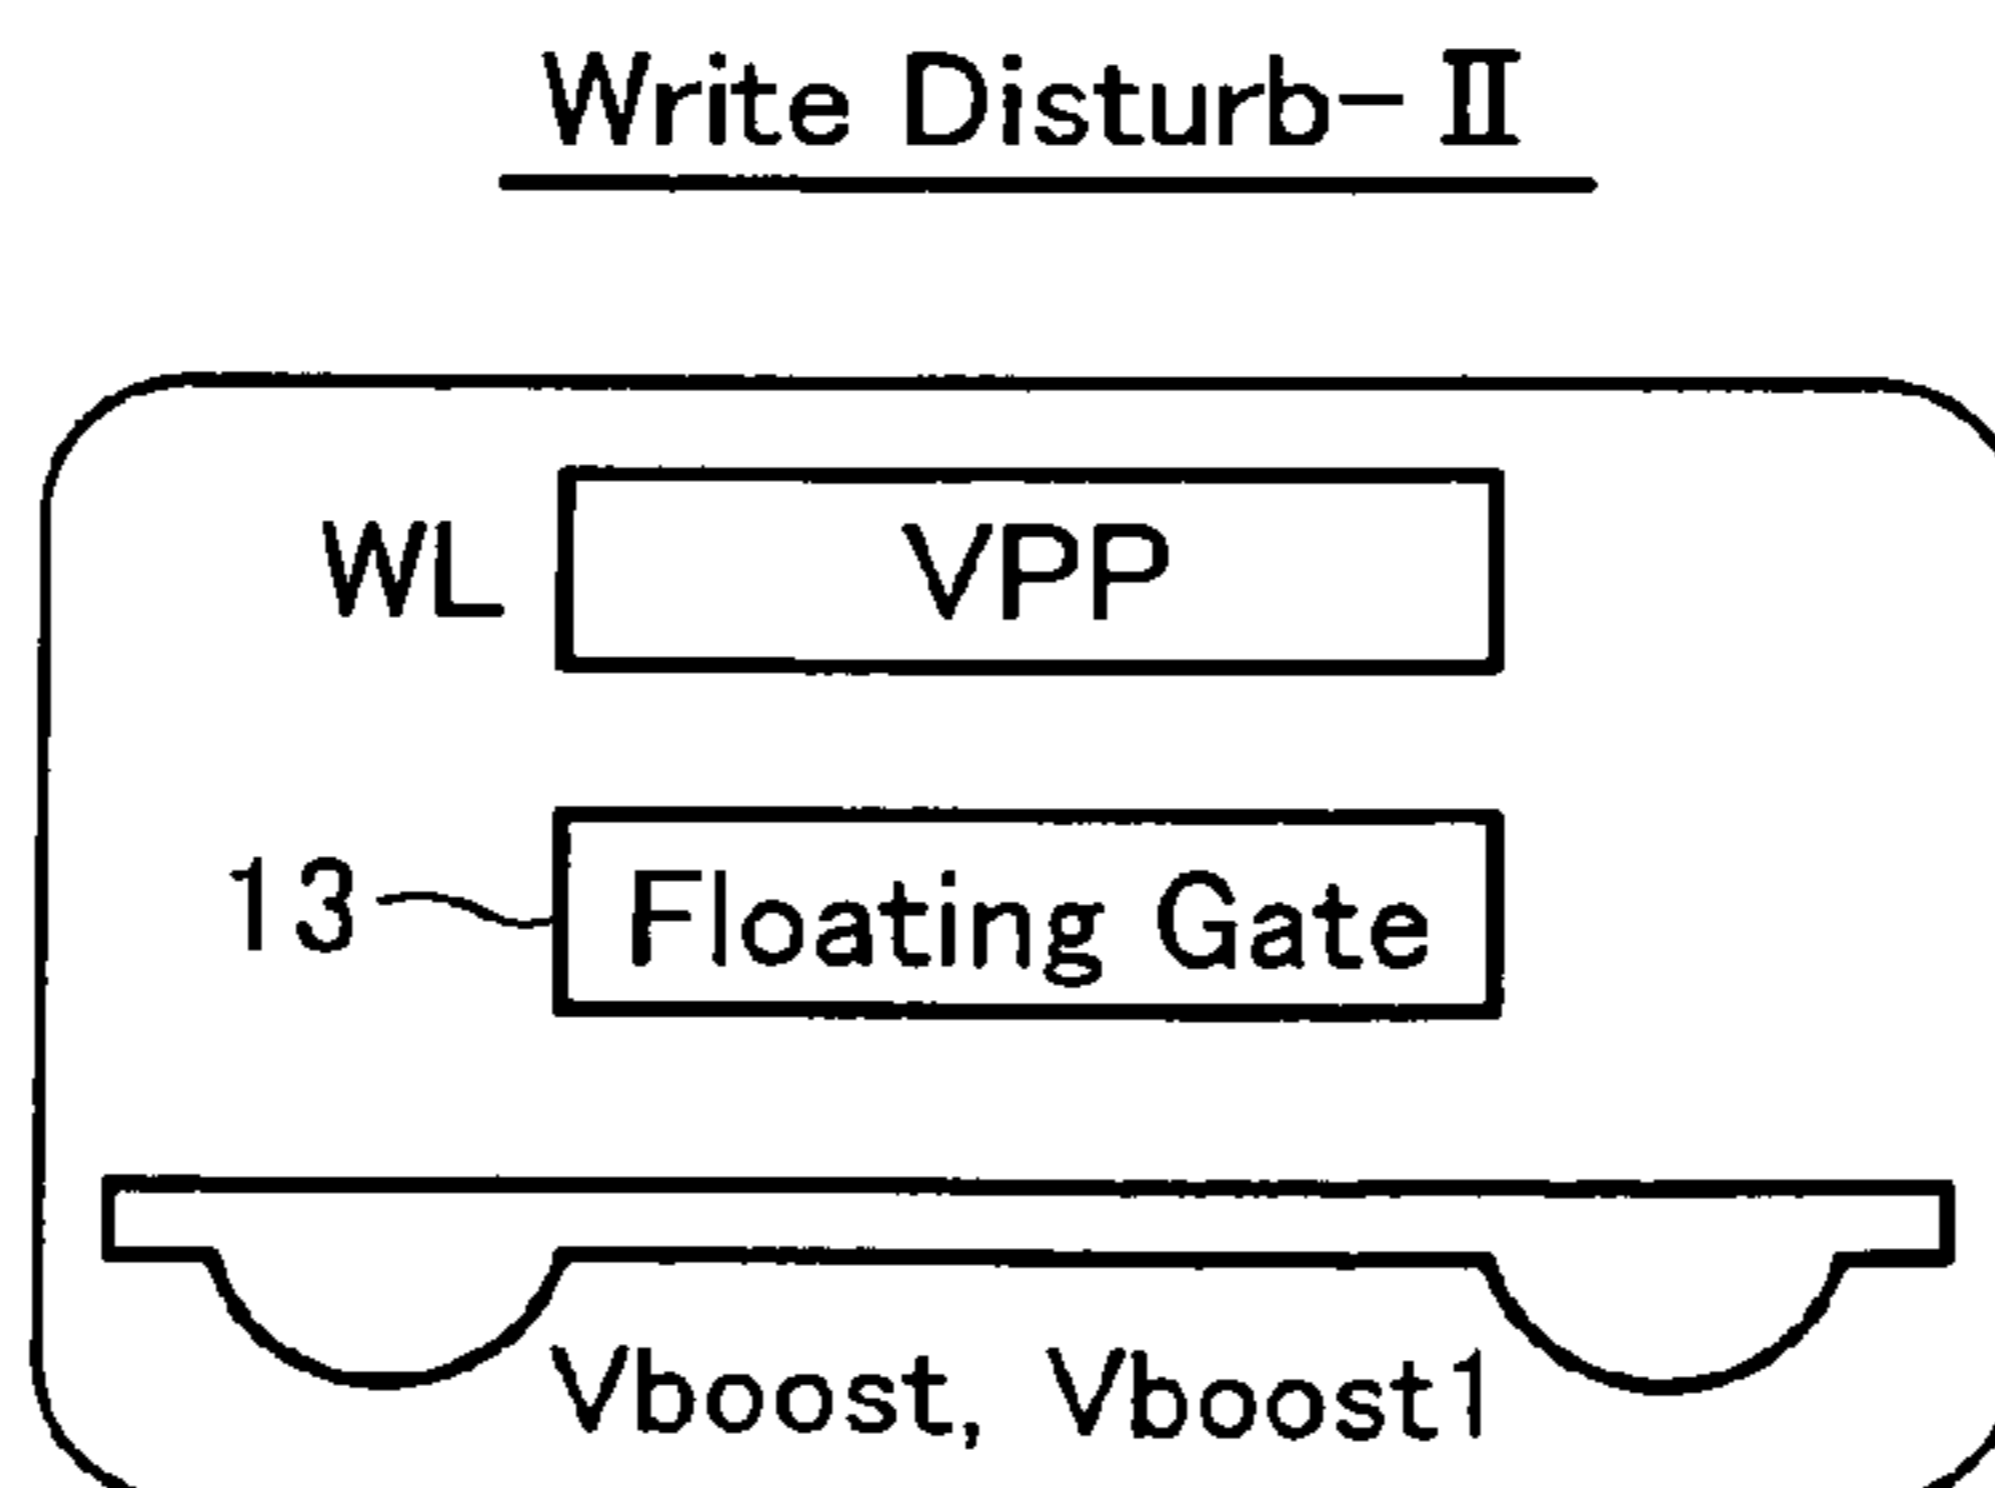 Write Disturb-Ⅱ
WL VPP
13 Floating Gate
Vboost, Vboost1